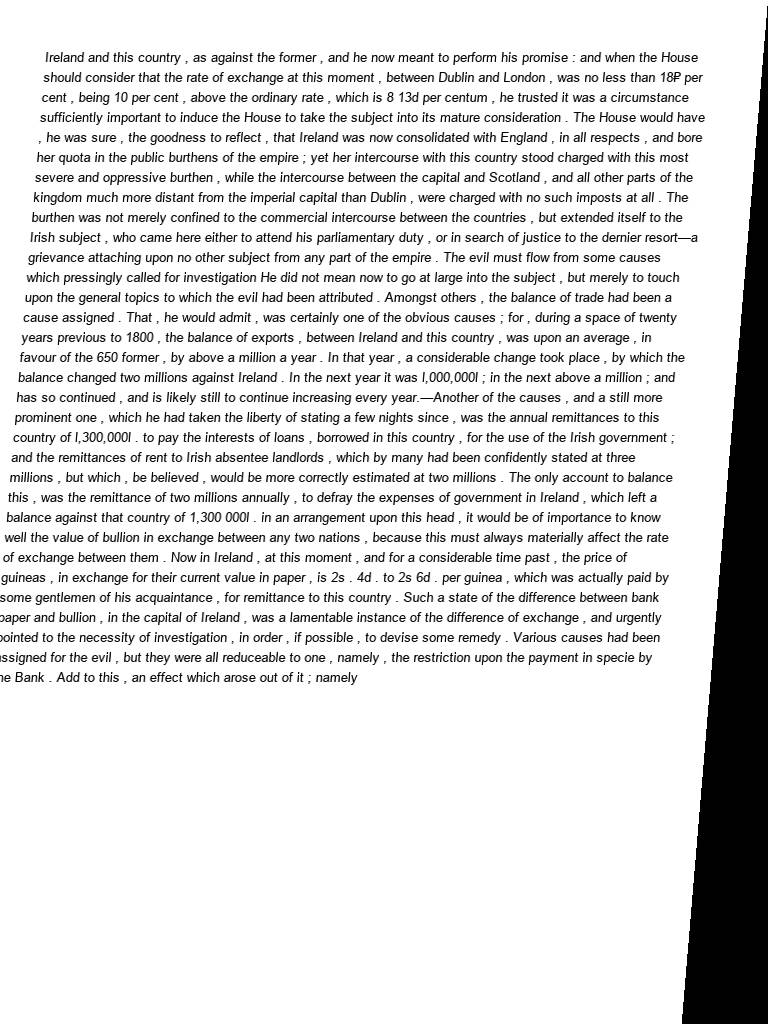 Ireland and this country , as against the former , and he now meant to perform his promise : and when the House
should consider that the rate of exchange at this moment , between Dublin and London , was no less than 18₽ per
cent , being 10 per cent , above the ordinary rate , which is 8 13d per centum , he trusted it was a circumstance
sufficiently important to induce the House to take the subject into its mature consideration . The House would have
, he was sure , the goodness to reflect , that Ireland was now consolidated with England , in all respects , and bore
her quota in the public burthens of the empire ; yet her intercourse with this country stood charged with this most
severe and oppressive burthen , while the intercourse between the capital and Scotland , and all other parts of the
kingdom much more distant from the imperial capital than Dublin , were charged with no such imposts at all . The
burthen was not merely confined to the commercial intercourse between the countries , but extended itself to the
Irish subject , who came here either to attend his parliamentary duty , or in search of justice to the dernier resort—a
grievance attaching upon no other subject from any part of the empire . The evil must flow from some causes
which pressingly called for investigation He did not mean now to go at large into the subject , but merely to touch
upon the general topics to which the evil had been attributed . Amongst others , the balance of trade had been a
cause assigned . That , he would admit , was certainly one of the obvious causes ; for , during a space of twenty
years previous to 1800 , the balance of exports , between Ireland and this country , was upon an average , in
favour of the 650 former , by above a million a year . In that year , a considerable change took place , by which the
balance changed two millions against Ireland . In the next year it was l,000,000l ; in the next above a million ; and
has so continued , and is likely still to continue increasing every year.—Another of the causes , and a still more
prominent one , which he had taken the liberty of stating a few nights since , was the annual remittances to this
country of l,300,000l . to pay the interests of loans , borrowed in this country , for the use of the Irish government ;
and the remittances of rent to Irish absentee landlords , which by many had been confidently stated at three
millions , but which , be believed , would be more correctly estimated at two millions . The only account to balance
this , was the remittance of two millions annually , to defray the expenses of government in Ireland , which left a
balance against that country of 1,300 000l . in an arrangement upon this head , it would be of importance to know
well the value of bullion in exchange between any two nations , because this must always materially affect the rate
of exchange between them . Now in Ireland , at this moment , and for a considerable time past , the price of
guineas , in exchange for their current value in paper , is 2s . 4d . to 2s 6d . per guinea , which was actually paid by
some gentlemen of his acquaintance , for remittance to this country . Such a state of the difference between bank
paper and bullion , in the capital of Ireland , was a lamentable instance of the difference of exchange , and urgently
pointed to the necessity of investigation , in order , if possible , to devise some remedy . Various causes had been
assigned for the evil , but they were all reduceable to one , namely , the restriction upon the payment in specie by
the Bank . Add to this , an effect which arose out of it ; namely